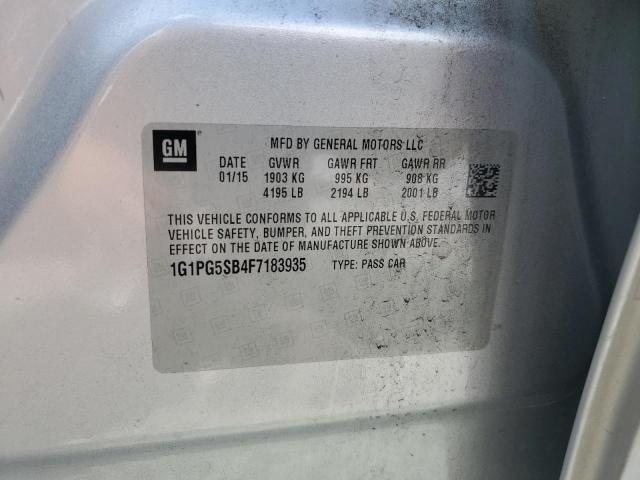 GM
MFD BY GENERAL MOTORS LLC
DATE GVWR GAWR FRT GAWR RR
01/15 1903 KG 995 KG 908 KG
4195 LB 2194 LB 2001 LB
THIS VEHICLE CONFORMS TO ALL APPLICABLE U.S. FEDERAL MOTOR
VEHICLE SAFETY, BUMPER, AND THEFT PREVENTION STANDARDS IN
EFFECT ON THE DATE OF MANUFACTURE SHOWN ABOVE.
1G1PG5SB4F7183935 TYPE: PASS CAR